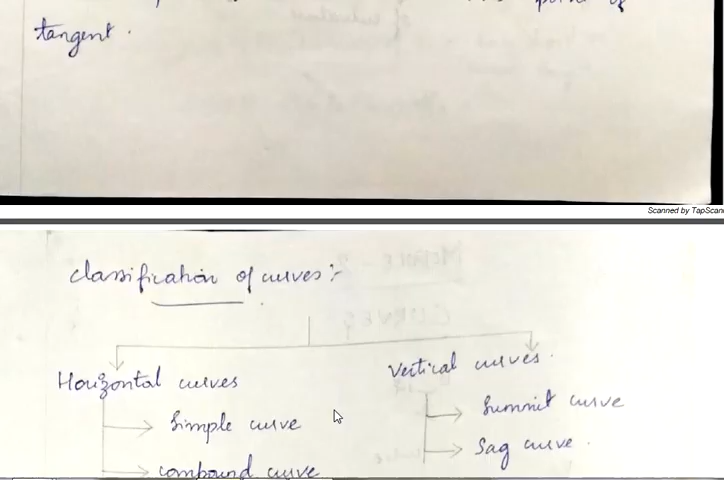 of
tangent.
Scanned by TapScan
Classification of curves:-
Horizontal curves
Simple curve
compound curve
Vertical curves.
Summit curve
Sag curve.